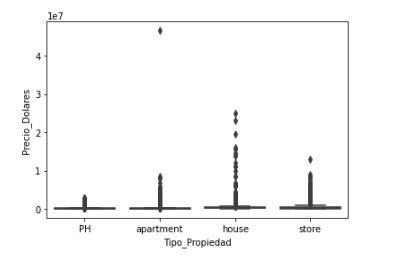 1e7
4
3
2
1
0
Precio_Dolares
PH apartment house store
Tipo_Propiedad